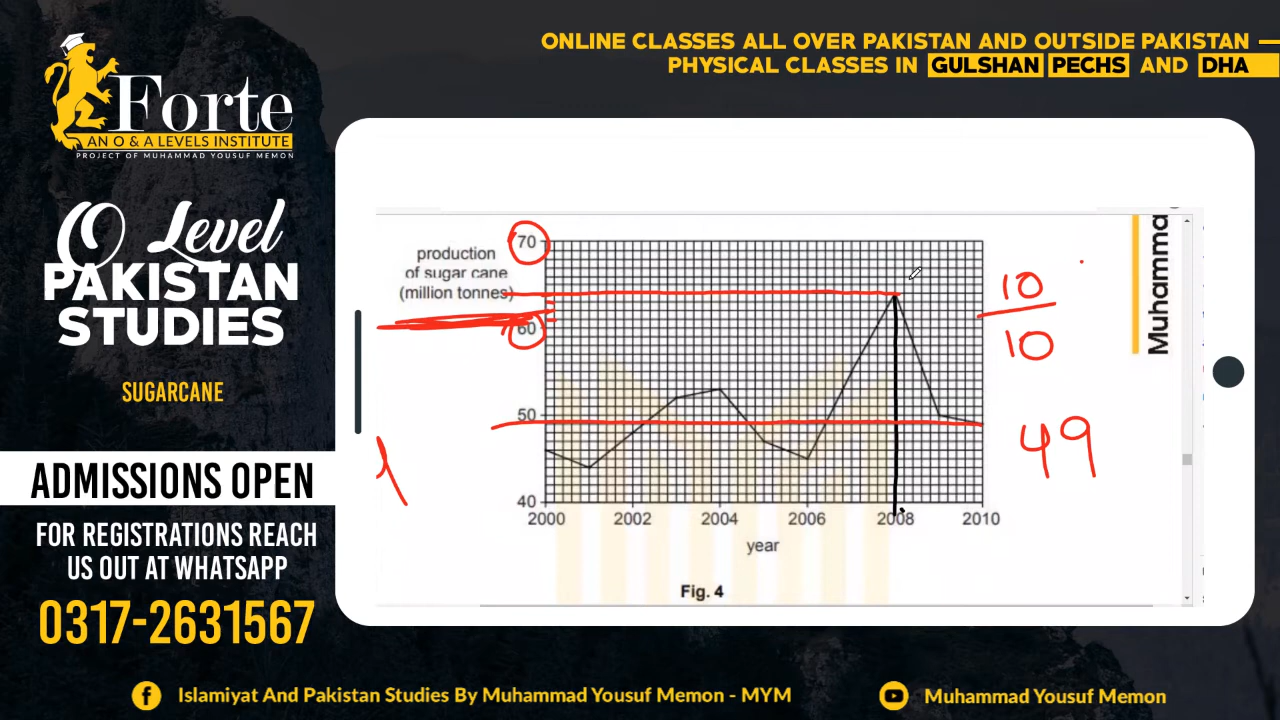 Forte
AN O & A LEVELS INSTITUTE
PROJECT OF MUHAMMAD YOUSUF MEMON
O Level
PAKISTAN
STUDIES
SUGARCANE
ADMISSIONS OPEN
FOR REGISTRATIONS REACH
US OUT AT WHATSAPP
0317-2631567
ONLINE CLASSES ALL OVER PAKISTAN AND OUTSIDE PAKISTAN
PHYSICAL CLASSES IN GULSHAN PECHS AND DHA
production
of sugar cane
(million tonnes)
70
60
50
40
2000 2002 2004 2006 2008 2010
year
Fig. 4
10
10
49
Muhamma
Islamiyat And Pakistan Studies By Muhammad Yousuf Memon - MYM
Muhammad Yousuf Memon